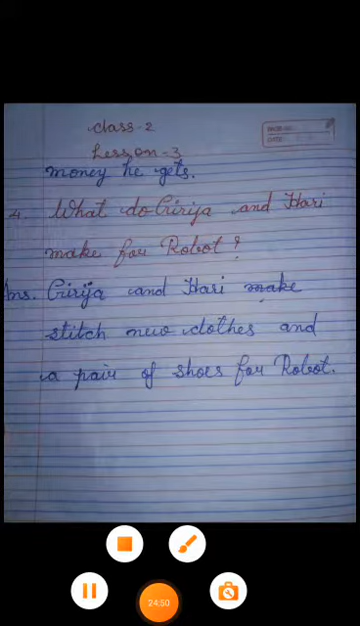 class-2
Lesson-3
money he gets.
4. What do Girija and Hari
make for Robot?
Ans. Girija and Hari make
stitch new clothes and
a pair of shoes for Robot.
24:50